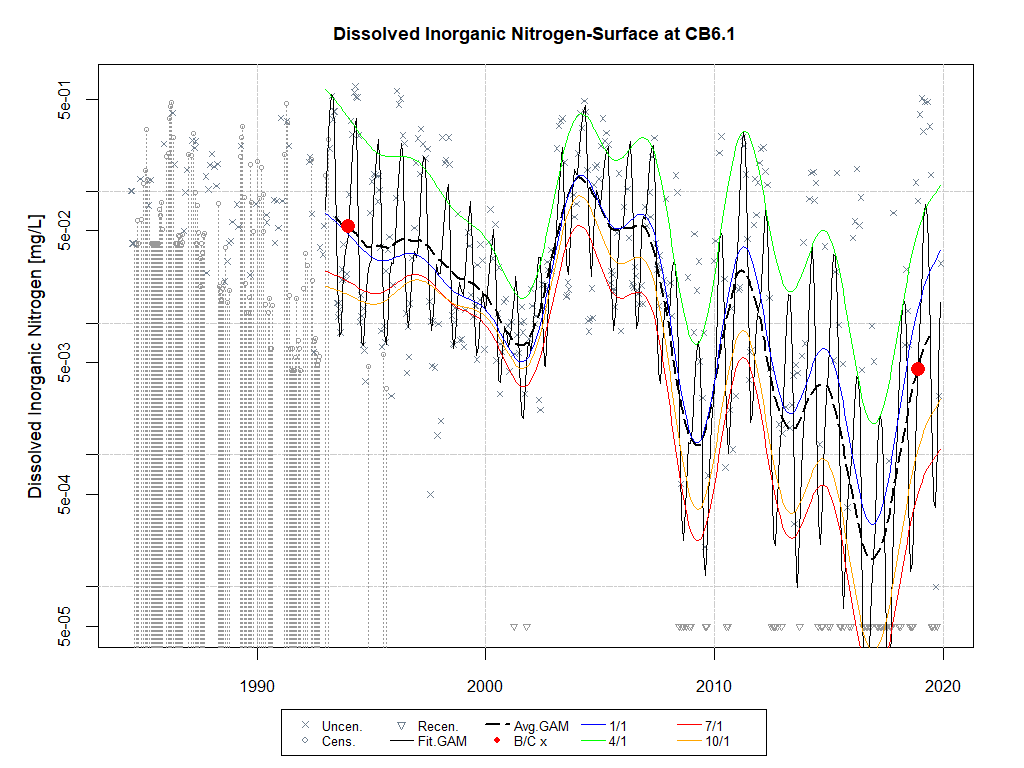 Dissolved Inorganic Nitrogen-Surface at CB6.1
Dissolved Inorganic Nitrogen [mg/L]
5e-01
5e-02
5e-03
5e-04
5e-05
1990 2000 2010 2020
Uncen. Recen. Avg.GAM 1/1 7/1
Cens. Fit.GAM B/C x 4/1 10/1